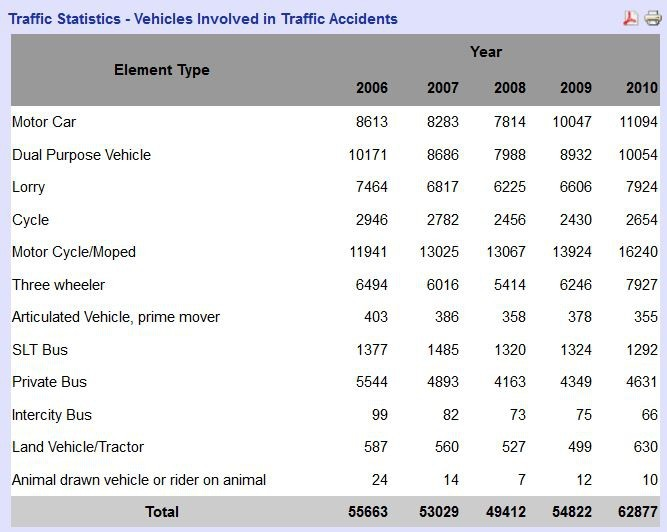 Traffic Statistics - Vehicles Involved in Traffic Accidents
Element Type Year
2006 2007 2008 2009 2010
Motor Car 8613 8283 7814 10047 11094
Dual Purpose Vehicle 10171 8686 7988 8932 10054
Lorry 7464 6817 6225 6606 7924
Cycle 2946 2782 2456 2430 2654
Motor Cycle/Moped 11941 13025 13067 13924 16240
Three wheeler 6494 6016 5414 6246 7927
Articulated Vehicle, prime mover 403 386 358 378 355
SLT Bus 1377 1485 1320 1324 1292
Private Bus 5544 4893 4163 4349 4631
Intercity Bus 99 82 73 75 66
Land Vehicle/Tractor 587 560 527 499 630
Animal drawn vehicle or rider on animal 24 14 7 12 10
Total 55663 53029 49412 54822 62877